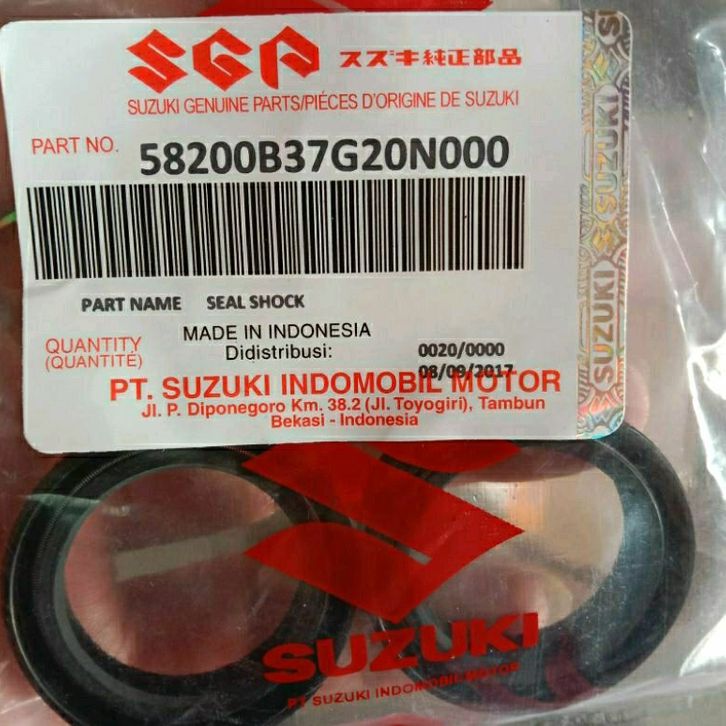 SGP スズキ純正部品
SUZUKI GENUINE PARTS/PIÉCES D'ORIGINE DE SUZUKI
PART NO. 58200B37G20N000
PART NAME SEAL SHOCK
QUANTITY
(QUANTITÉ)
MADE IN INDONESIA
Didistribusi:
0020/0000
08/09/2017
PT. SUZUKI INDOMOBIL MOTOR
Jl. P. Diponegoro Km. 38.2 (Jl. Toyogiri), Tambun
Bekasi - Indonesia
SUZUKI
SUZUKI
SUZUKI
PT SUZUKI INDOMOBIL MOTOR